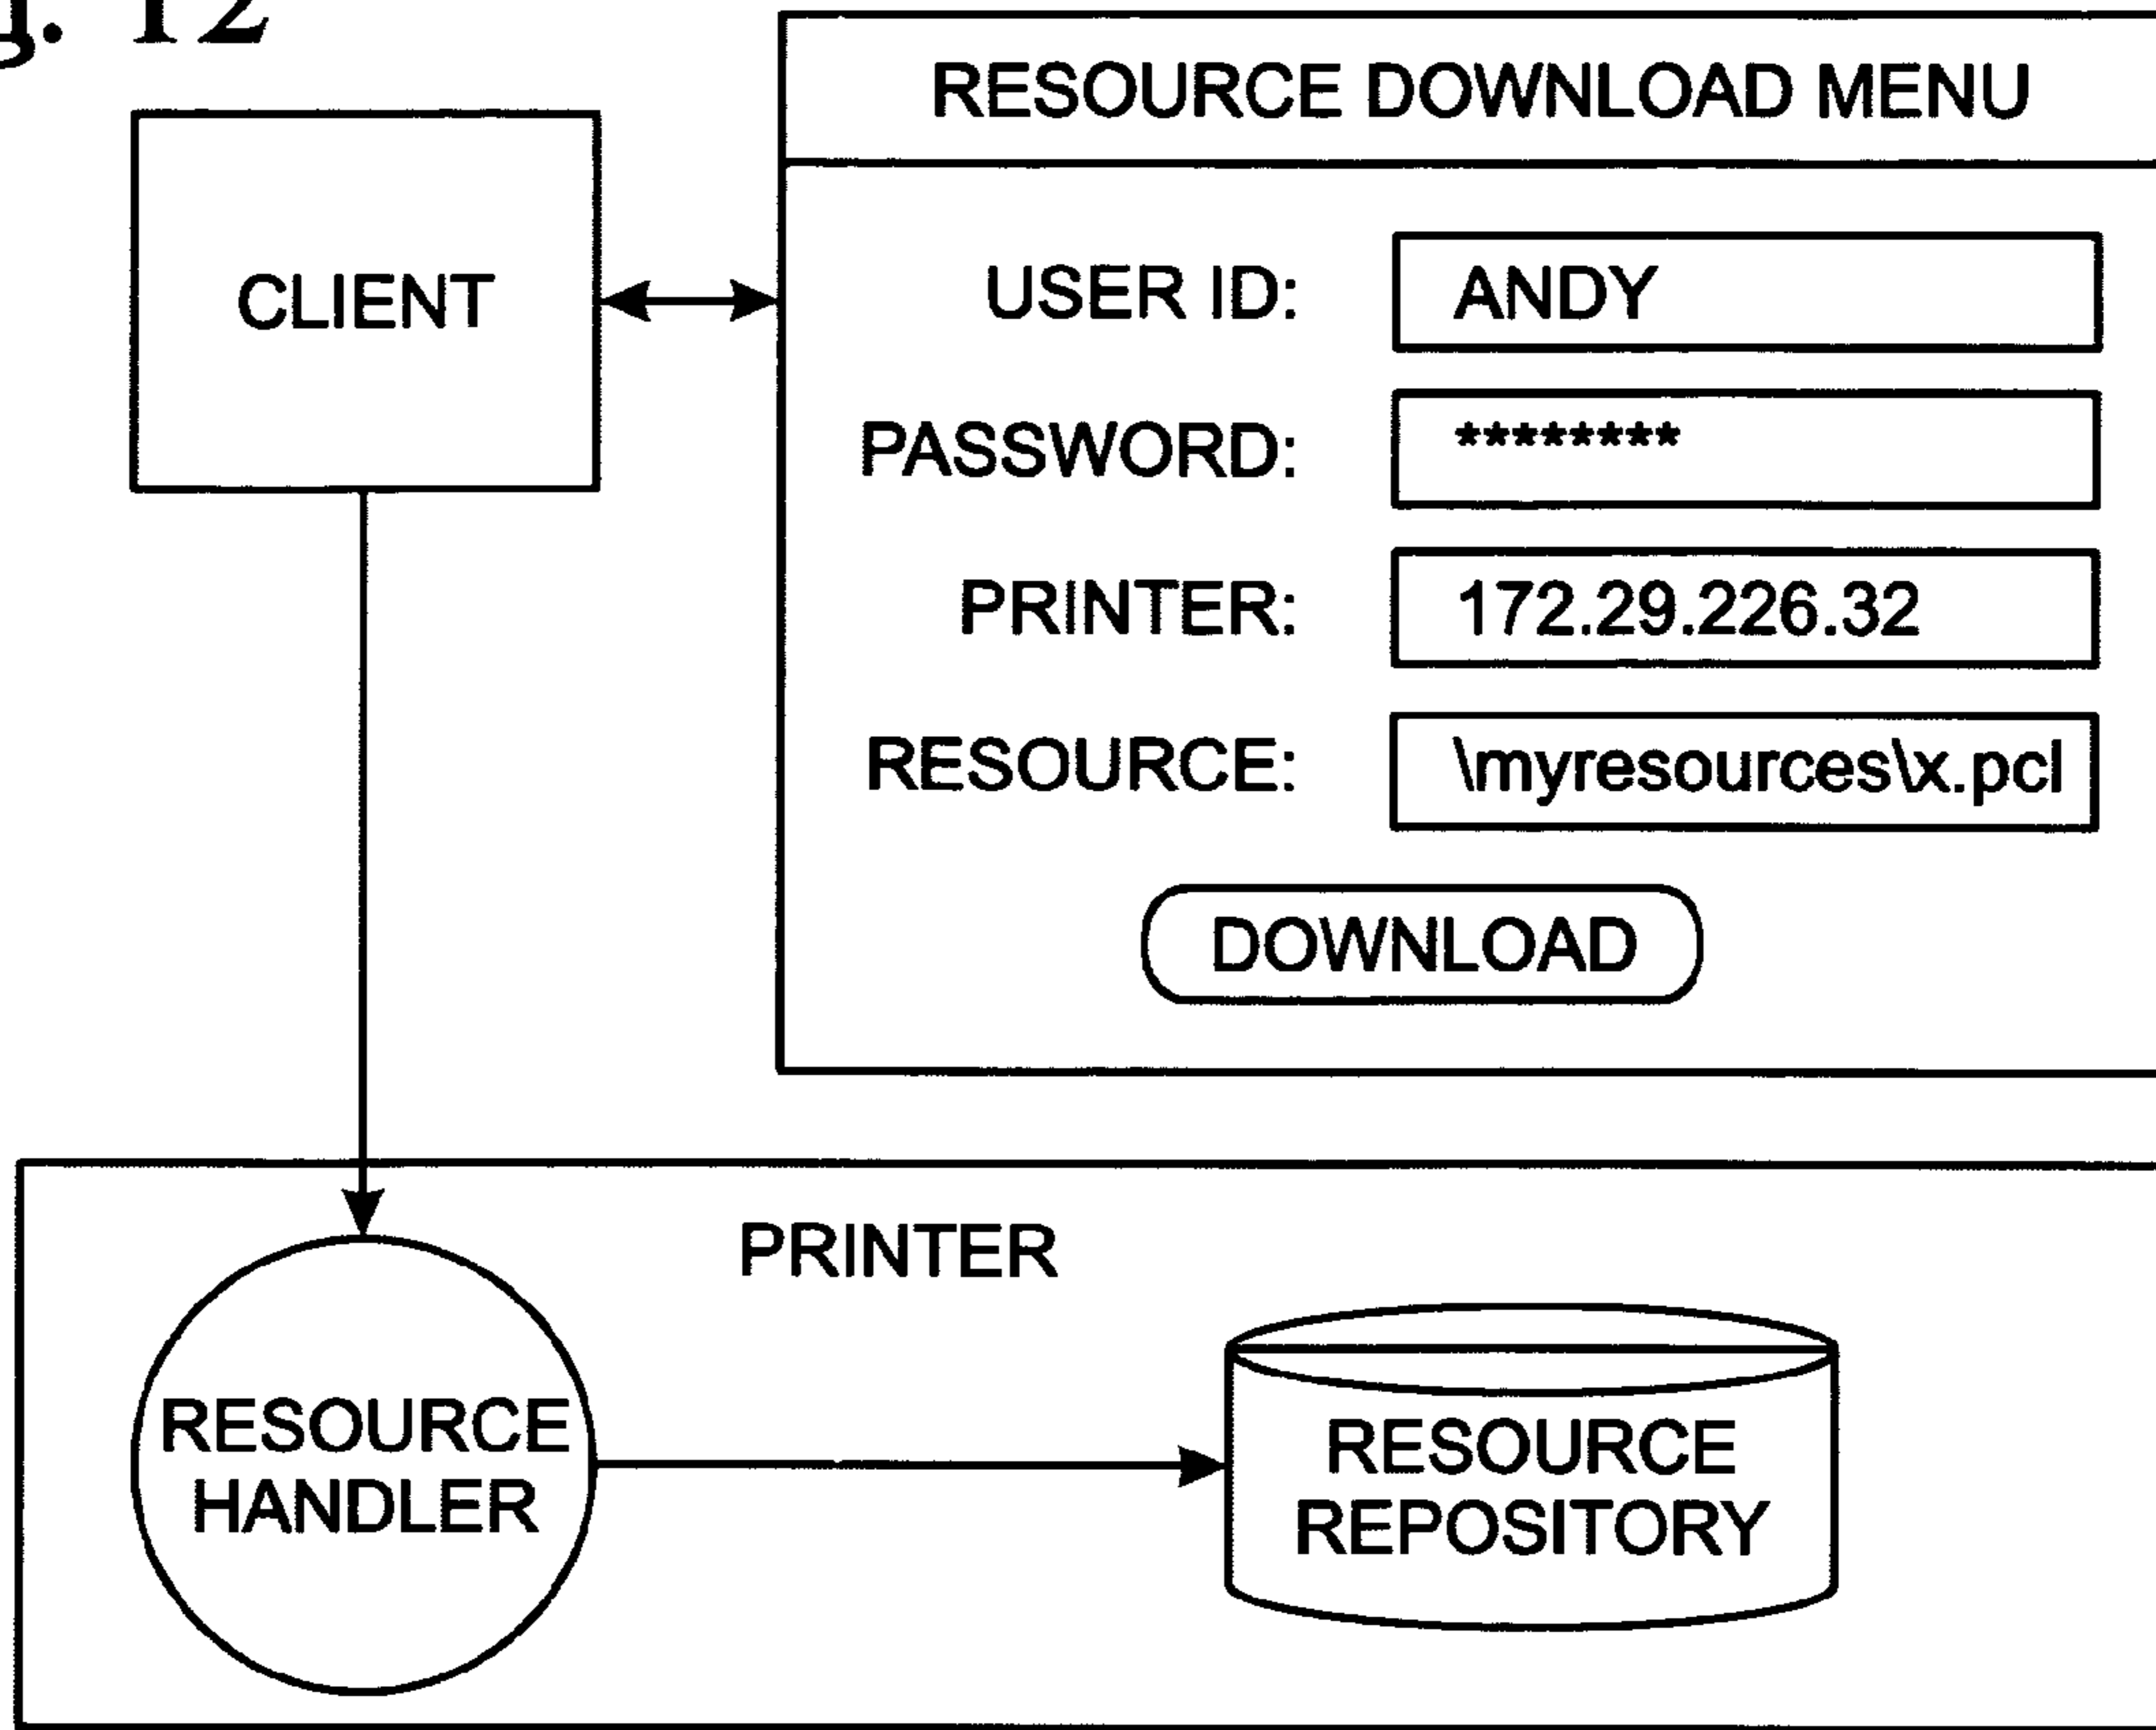 g. 12
RESOURCE DOWNLOAD MENU
CLIENT
USER ID: ANDY
PASSWORD: ********
PRINTER: 172.29.226.32
RESOURCE: \myresources\x.pcl
DOWNLOAD
PRINTER
RESOURCE
HANDLER
RESOURCE
REPOSITORY